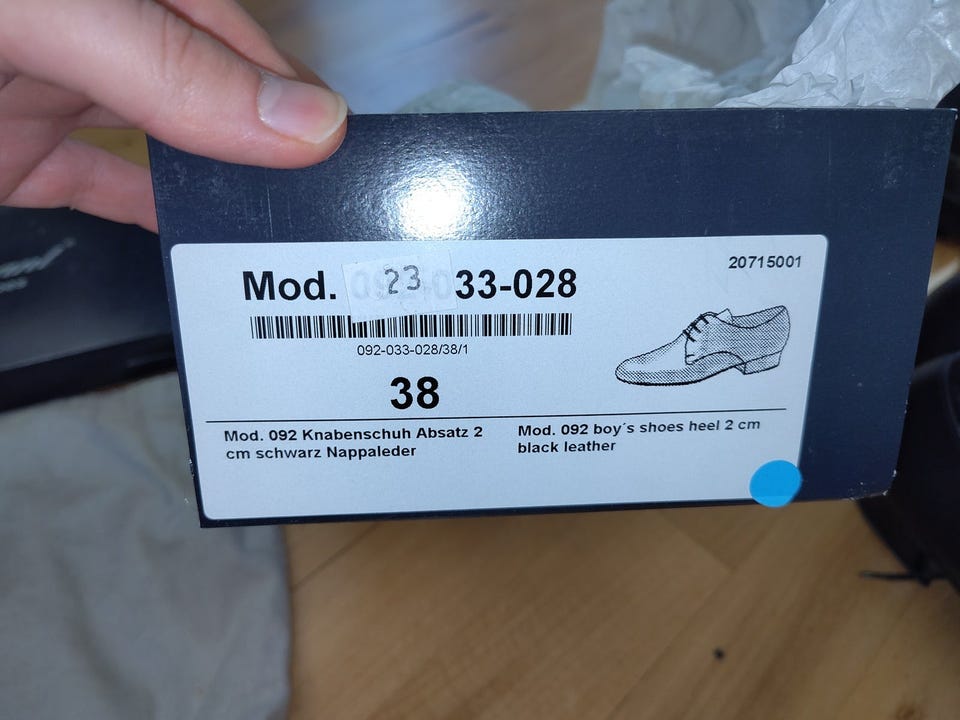 20715001
Mod. 23 33-028
092-033-028/38/1
38
Mod. 092 Knabenschuh Absatz 2
cm schwarz Nappaleder
Mod. 092 boy´s shoes heel 2 cm
black leather